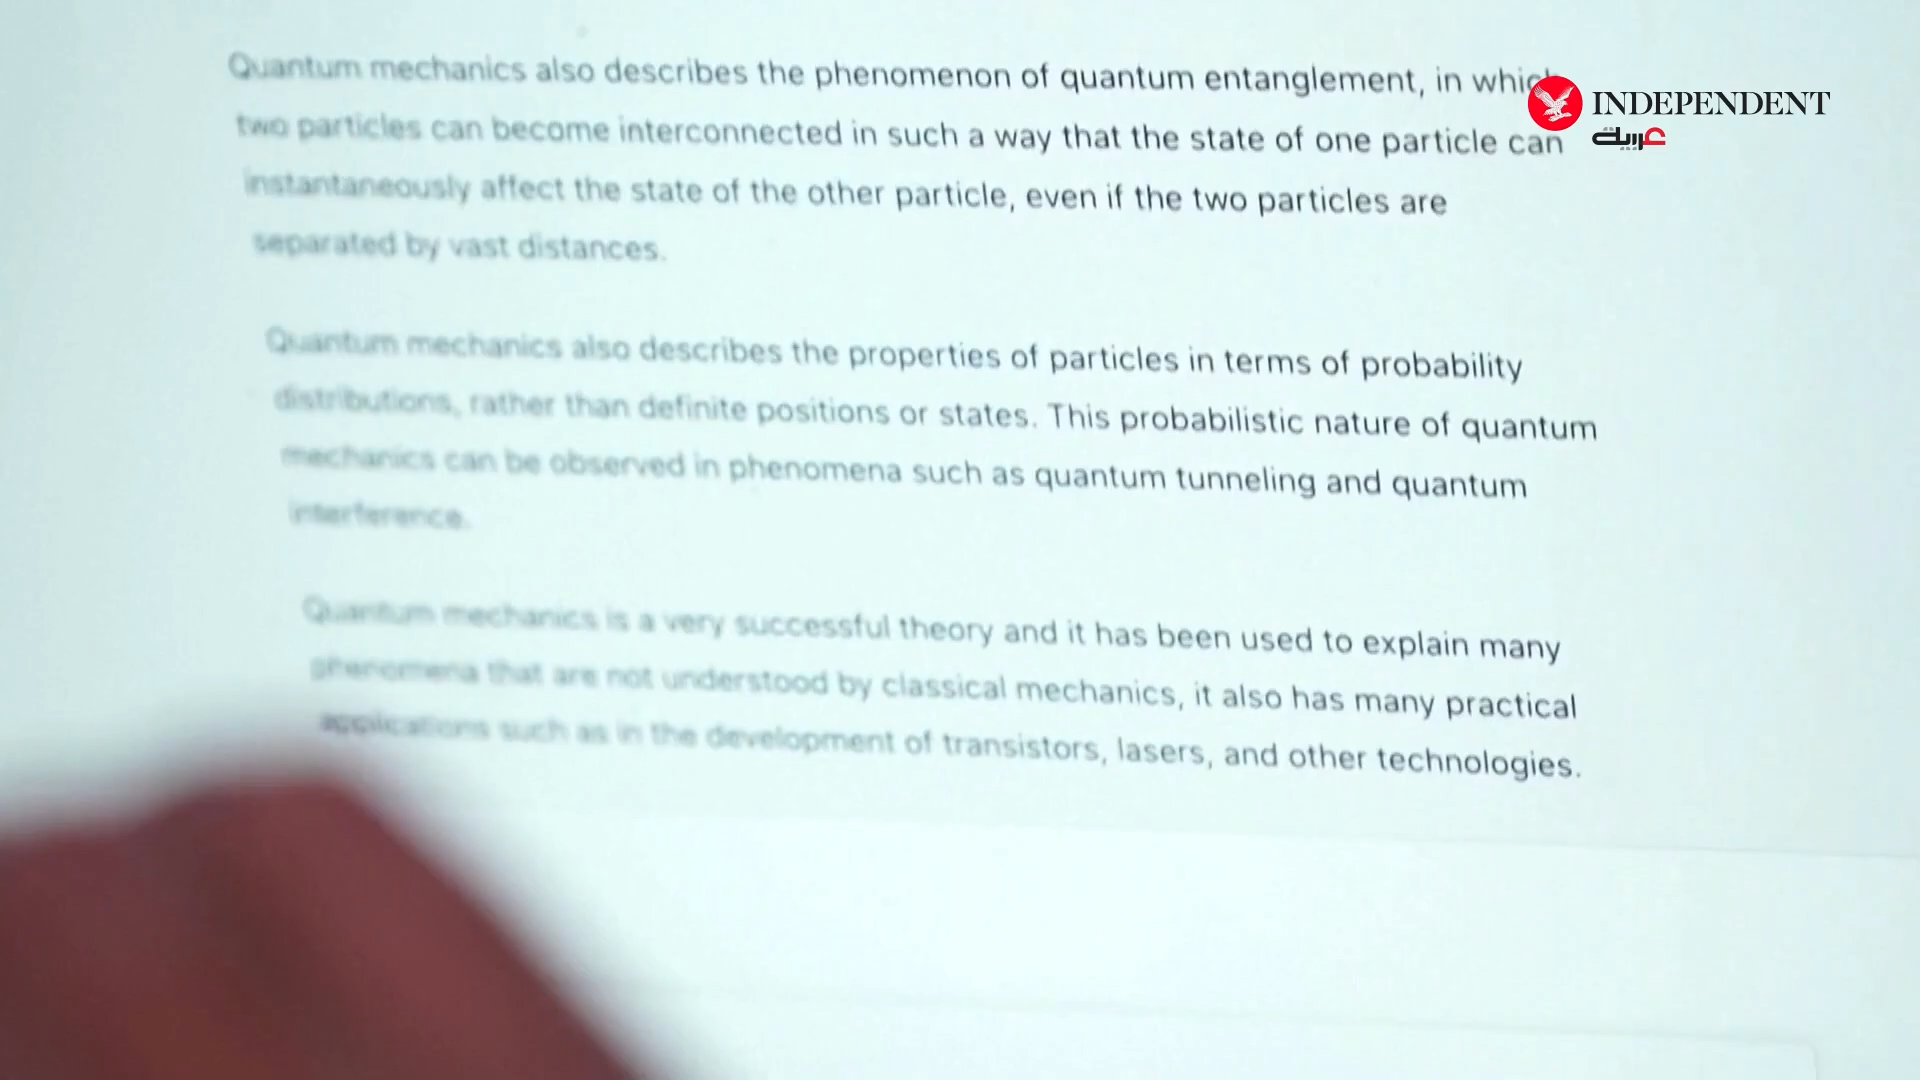 Quantum mechanics also describes the phenomenon of quantum entanglement, in which
two particles can become interconnected in such a way that the state of one particle can
instantaneously affect the state of the other particle, even if the two particles are
separated by vast distances.
Quantum mechanics also describes the properties of particles in terms of probability
distributions, rather than definite positions or states. This probabilistic nature of quantum
mechanics can be observed in phenomena such as quantum tunneling and quantum
interference.
Quantum mechanics is a very successful theory and it has been used to explain many
phenomena that are not understood by classical mechanics, it also has many practical
applications such as in the development of transistors, lasers, and other technologies.
INDEPENDENT
عربية